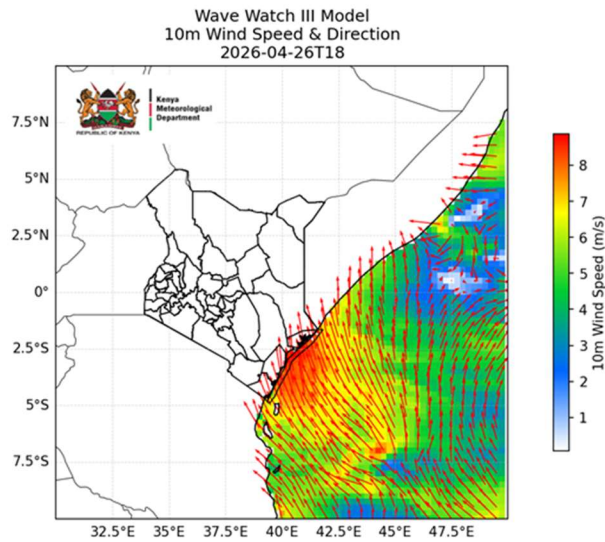 Wave Watch III Model
10m Wind Speed & Direction
2026-04-26T18
Kenya
Meteorological
Department
REPUBLIC OF KENYA
7.5°N
5°N
2.5°N
0°
2.5°S
5°S
7.5°S
32.5°E
35°E
37.5°E
40°E
42.5°E
45°E
47.5°E
8
7
6
5
4
3
2
1
10m Wind Speed (m/s)